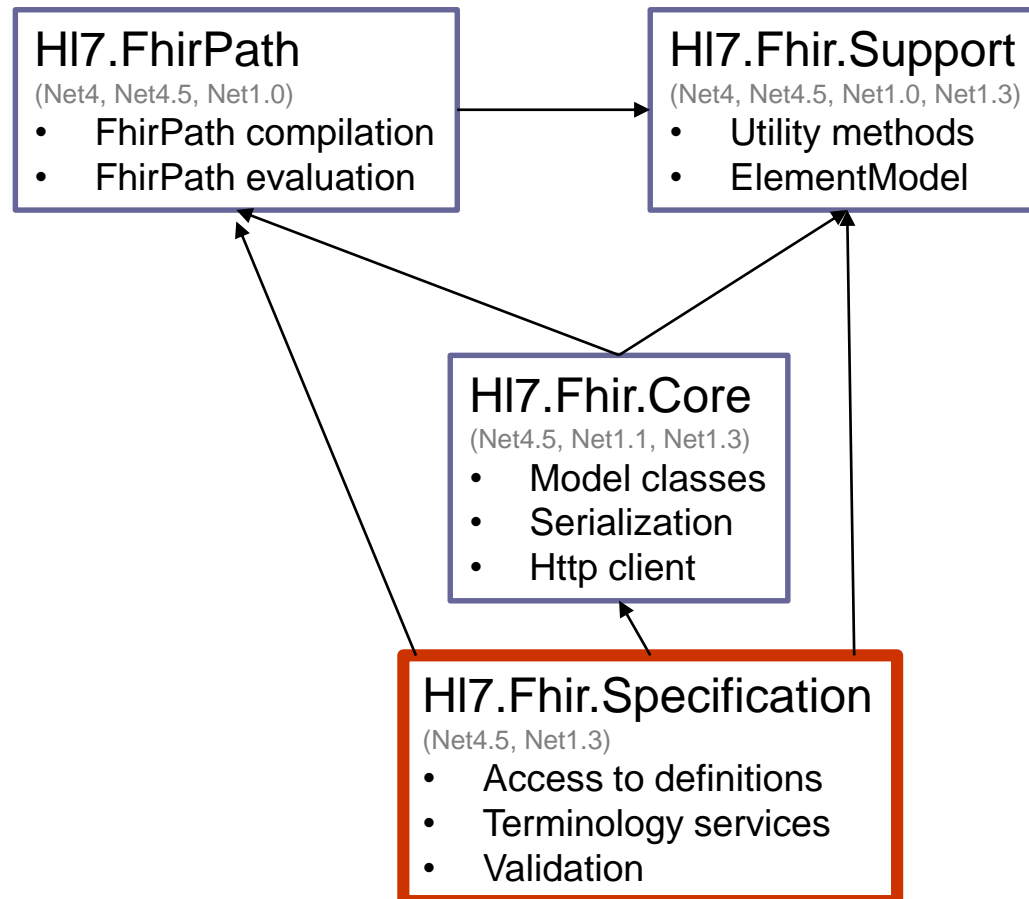 Hl7.FhirPath
(Net4, Net4.5, Net1.0)
• FhirPath compilation
• FhirPath evaluation
Hl7.Fhir.Support
(Net4, Net4.5, Net1.0, Net1.3)
• Utility methods
• ElementModel
Hl7.Fhir.Core
(Net4.5, Net1.1, Net1.3)
• Model classes
• Serialization
• Http client
Hl7.Fhir.Specification
(Net4.5, Net1.3)
• Access to definitions
• Terminology services
• Validation